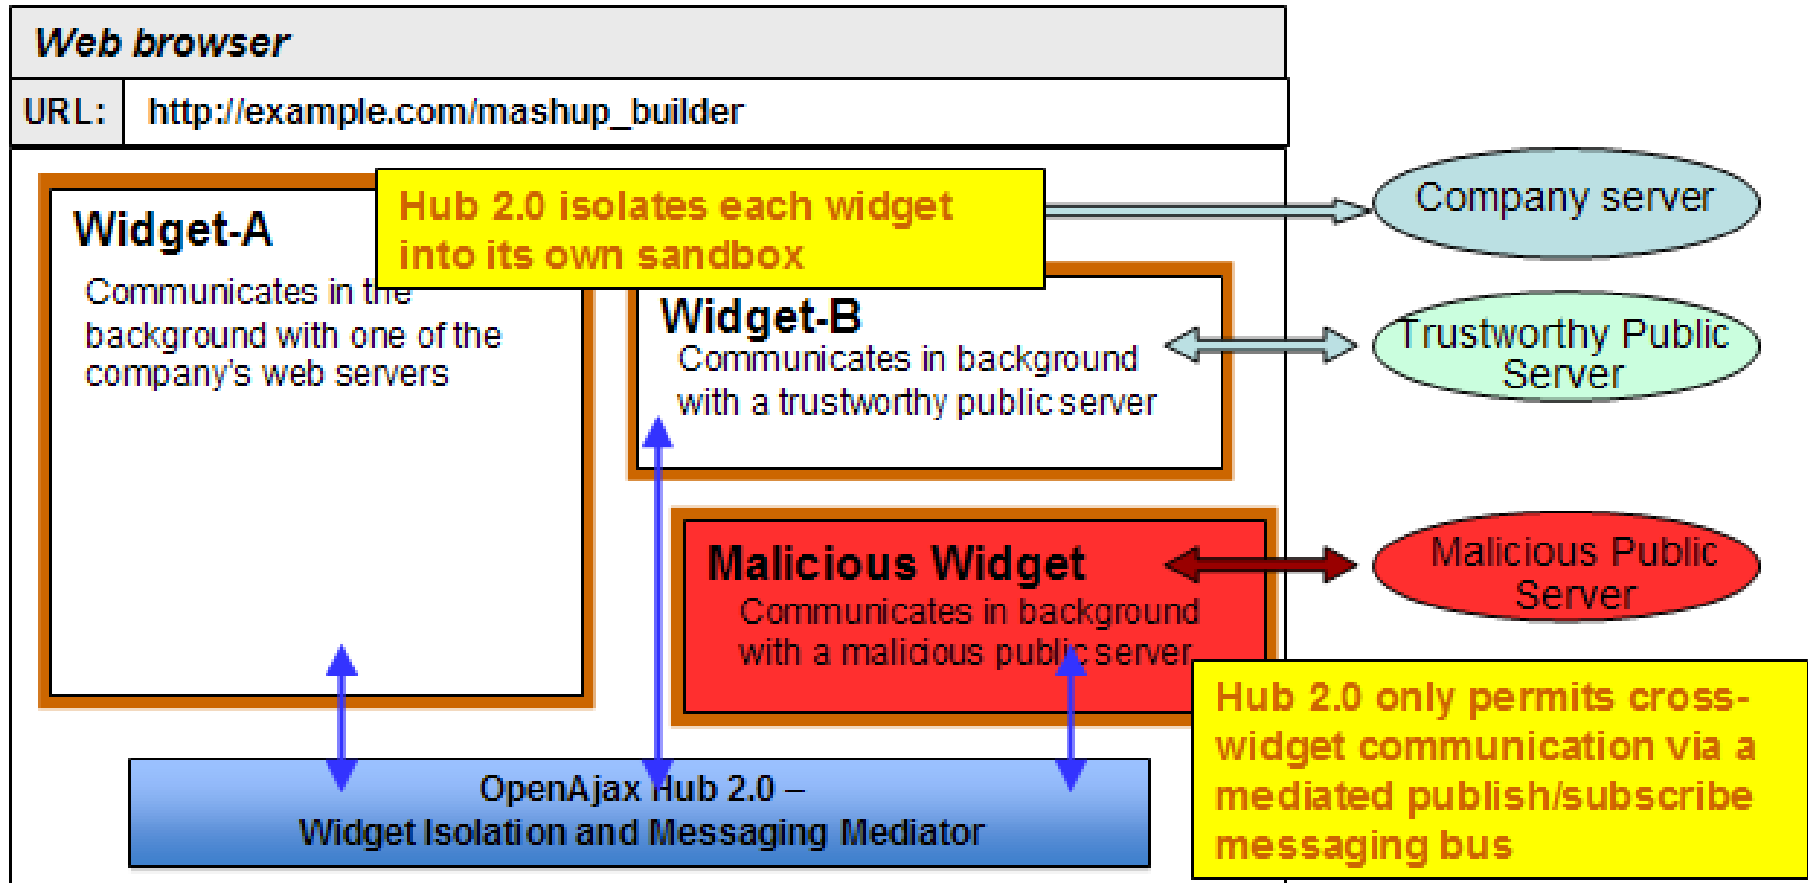 Web browser
URL: http://example.com/mashup_builder
Widget-A
Communicates in the
background with one of the
company's web servers
Hub 2.0 isolates each widget
into its own sandbox
Company server
Widget-B
Communicates in background
with a trustworthy public server
Trustworthy Public
Server
Malicious Widget
Communicates in background
with a malicious public server
Malicious Public
Server
Hub 2.0 only permits cross-
widget communication via a
mediated publish/subscribe
messaging bus
OpenAjax Hub 2.0 –
Widget Isolation and Messaging Mediator